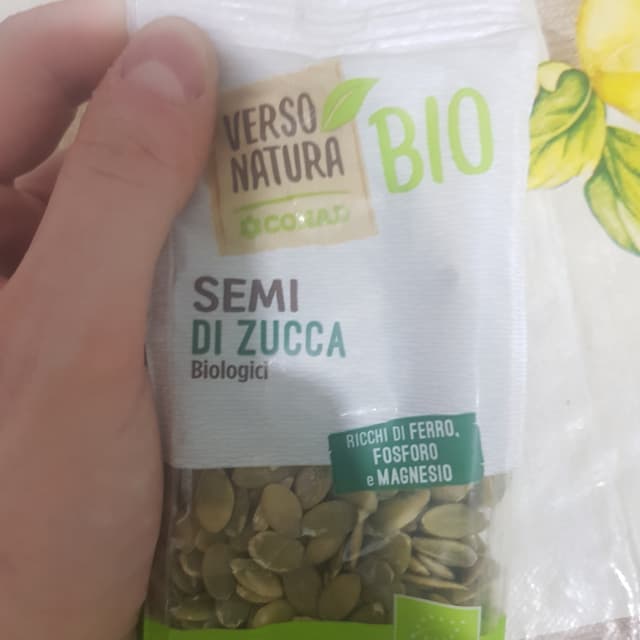 VERSO
NATURA
CONAD
BIO
SEMI
DI ZUCCA
Biologici
RICCHI DI FERRO,
FOSFORO
e MAGNESIO